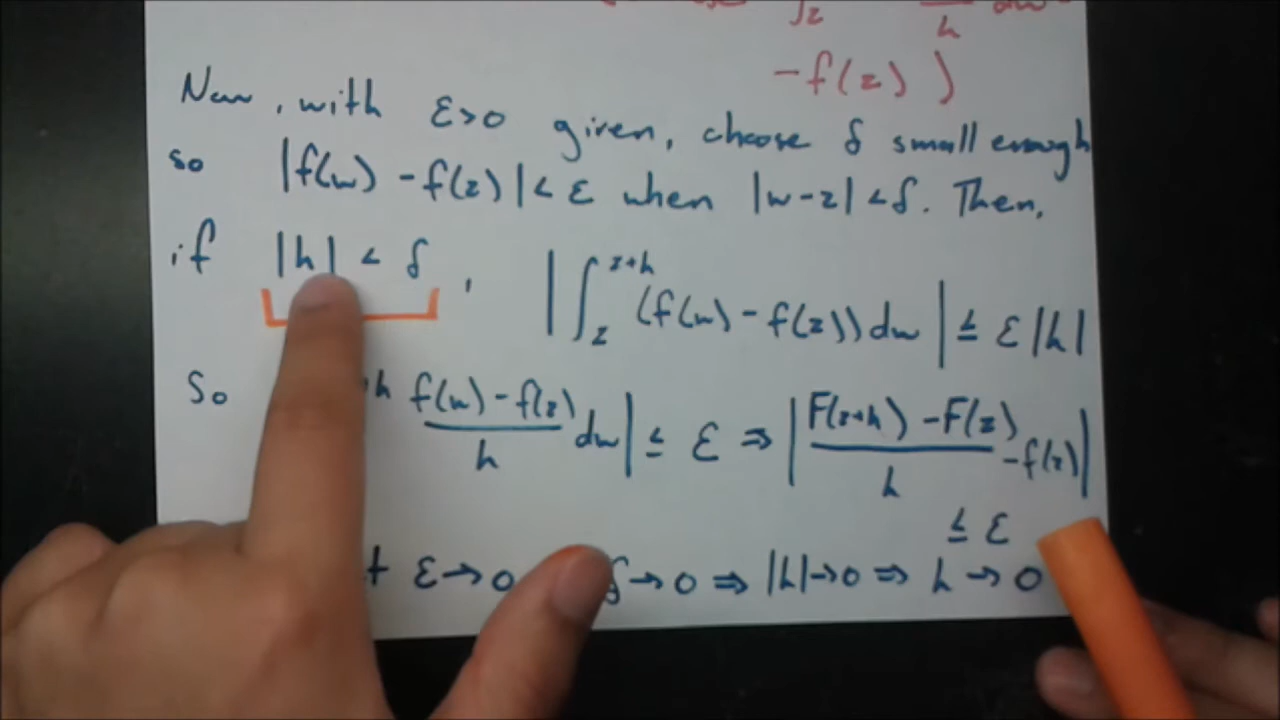 ∫z h dw
-f(z) )
Now, with ε>0 given, choose δ small enough
so |f(w) - f(z)| < ε when |w-z| < δ. Then,
if |h| < δ, |∫_z^{z+h} (f(w) - f(z)) dw| ≤ ε|h|
So h f(w) - f(z) / h dw| ≤ ε ⇒ |F(z+h) - F(z) / h - f(z)|
≤ ε
ε → 0 δ → 0 ⇒ |h| → 0 ⇒ h → 0